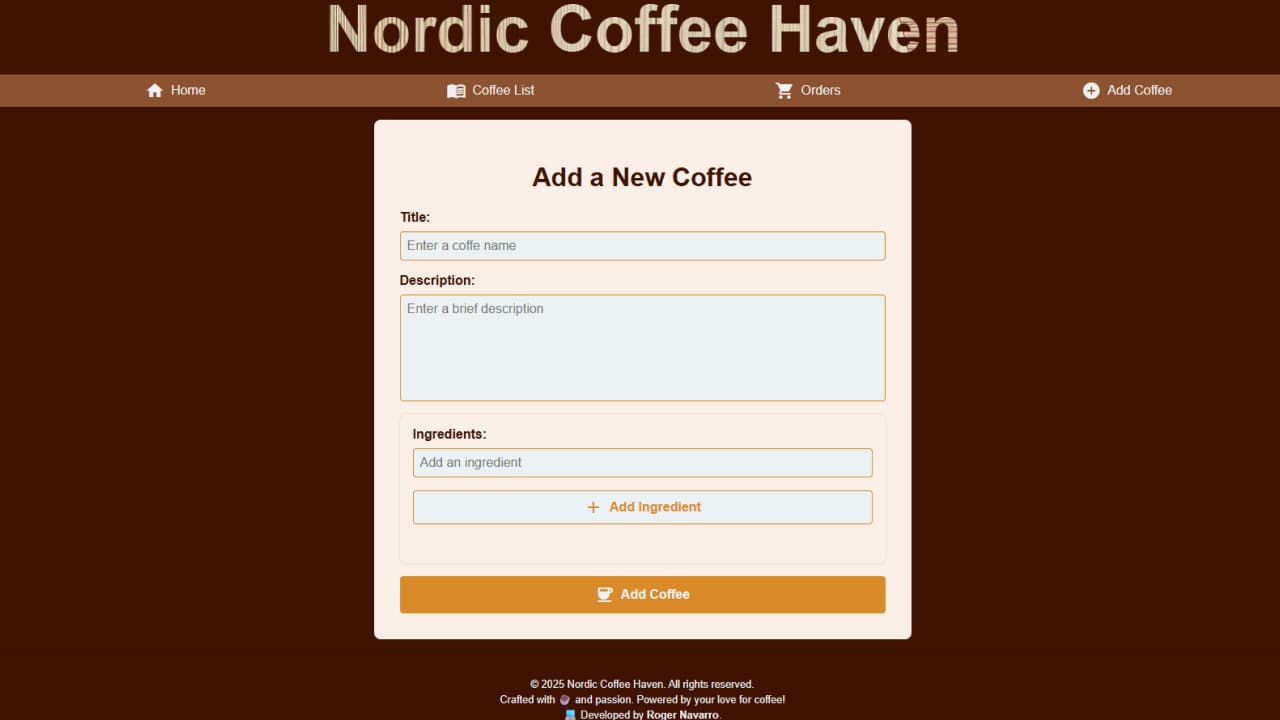 Nordic Coffee Haven
Home Coffee List Orders Add Coffee
Add a New Coffee
Title:
Enter a coffe name
Description:
Enter a brief description
Ingredients:
Add an ingredient
Add Ingredient
Add Coffee
© 2025 Nordic Coffee Haven. All rights reserved.
Crafted with and passion. Powered by your love for coffee!
Developed by Roger Navarro.